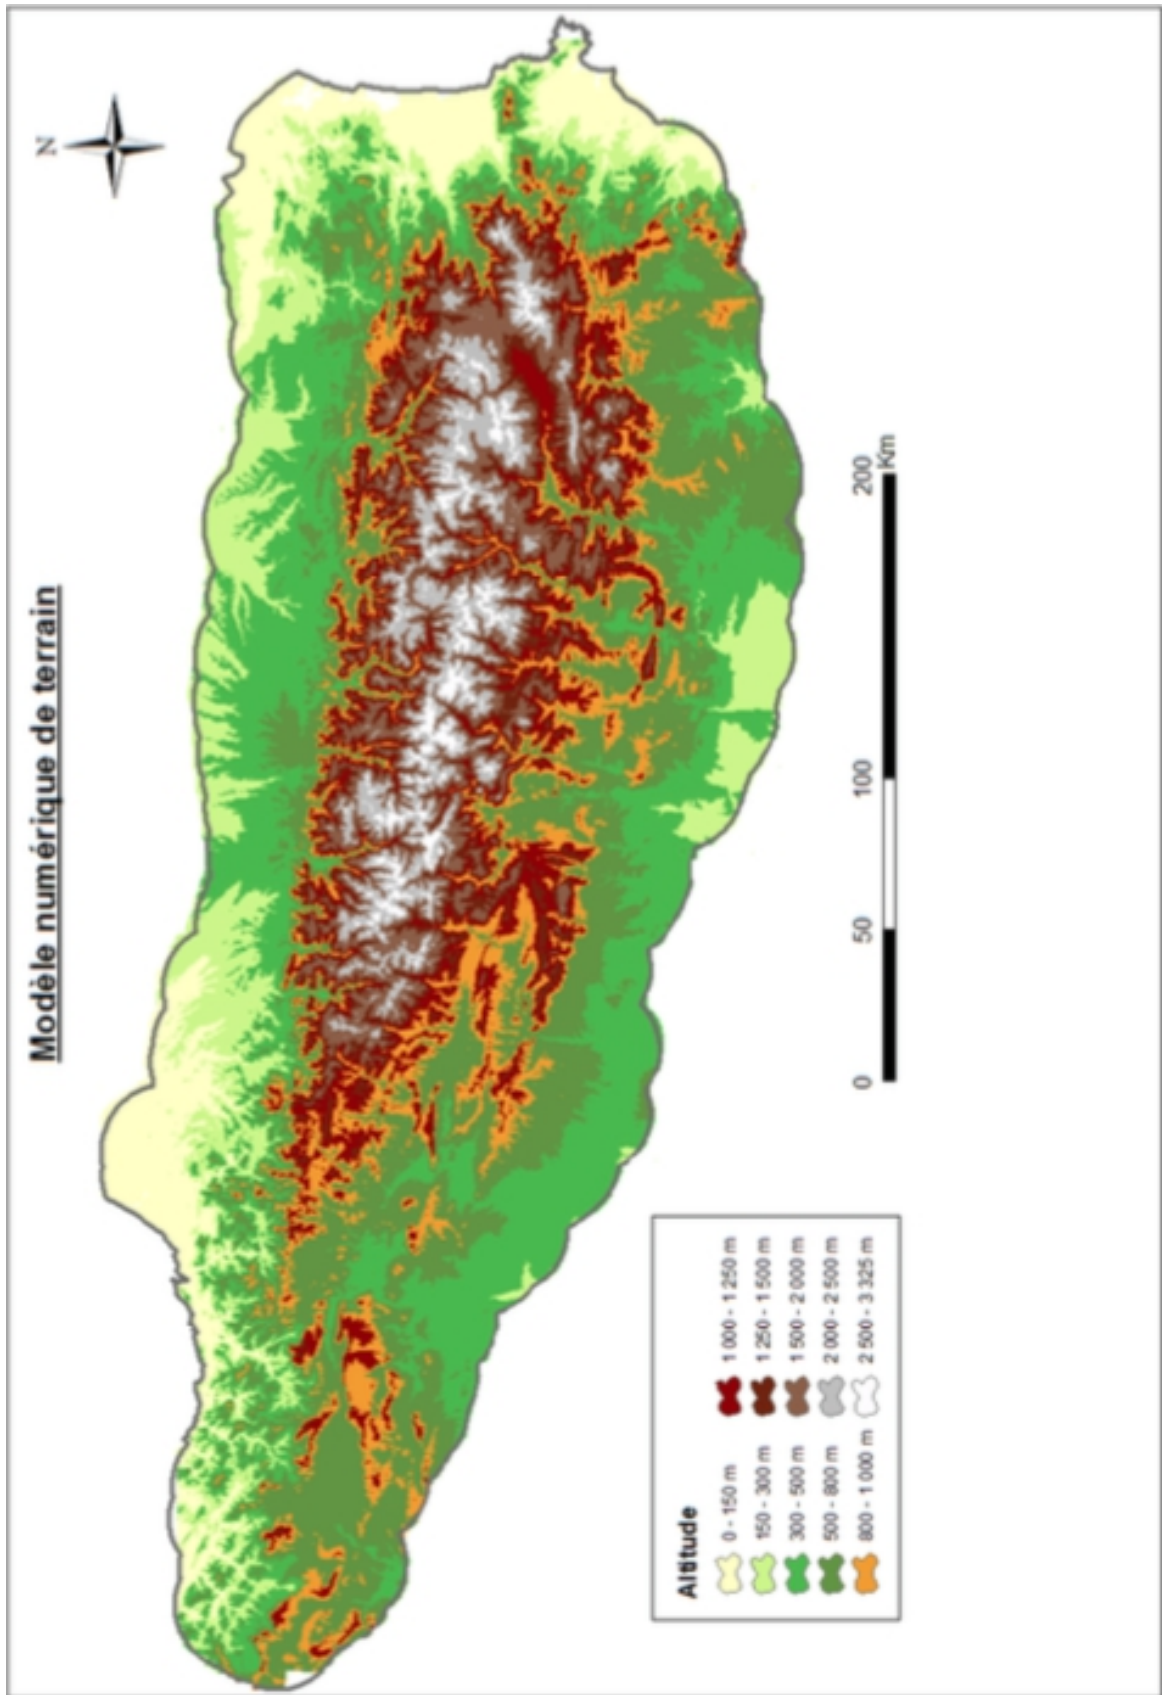 Modèle numérique de terrain
N
0 50 100 200
Km
Altitude
0 - 150 m
150 - 300 m
300 - 500 m
500 - 800 m
800 - 1 000 m
1 000 - 1 250 m
1 250 - 1 500 m
1 500 - 2 000 m
2 000 - 2 500 m
2 500 - 3 325 m